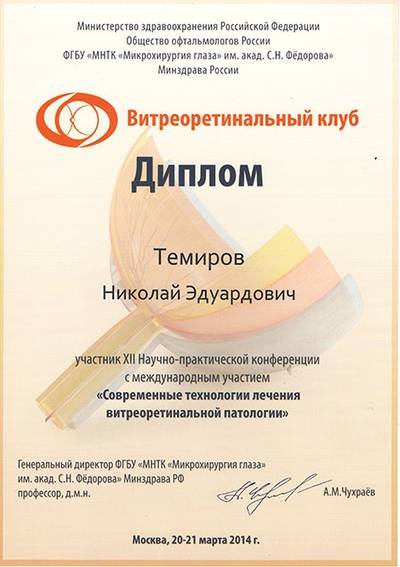 Министерство здравоохранения Российской Федерации
Общество офтальмологов России
ФГБУ «МНТК «Микрохирургия глаза» им. акад. С.Н. Фёдорова»
Минздрава России
Витреоретинальный клуб
Диплом
Темиров
Николай Эдуардович
участник XII Научно-практической конференции
с международным участием
«Современные технологии лечения
витреоретинальной патологии»
Генеральный директор ФГБУ «МНТК «Микрохирургия глаза»
им. акад. С.Н. Фёдорова» Минздрава РФ
профессор, д.м.н.
А.М.Чухраёв
Москва, 20-21 марта 2014 г.